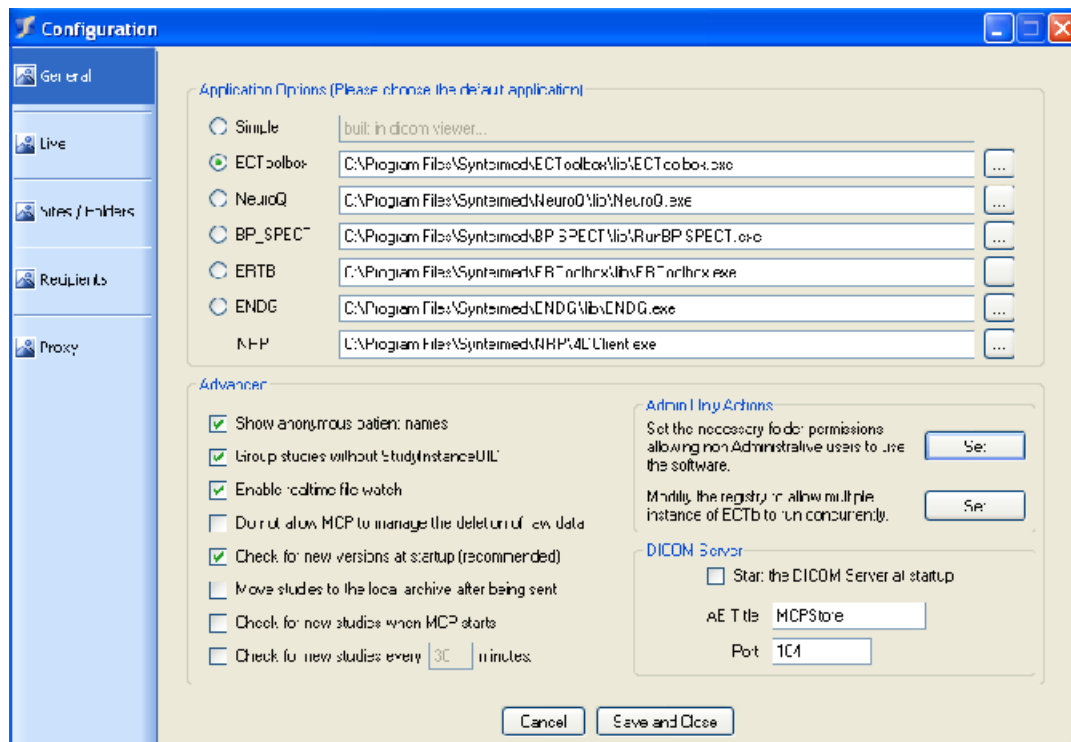 Configuration
General
Live
Sites / Folders
Recipients
Proxy
Application Options (Please choose the default application)
Simple built in dicom viewer...
ECToolbox C:\Program Files\Syntermed\ECToolbox\lib\ECToolbox.exe ...
NeuroQ C:\Program Files\Syntermed\NeuroQ\lib\NeuroQ.exe ...
BP_SPECT C:\Program Files\Syntermed\BP SPECT\lib\RunBPSPECT.exe ...
ERTB C:\Program Files\Syntermed\ERToolbox\lib\ERToolbox.exe
ENDG C:\Program Files\Syntermed\ENDG\lib\ENDG.exe ...
C:\Program Files\Syntermed\NRP\4DClient.exe ...
Advanced
Show anonymous patient names
Group studies without StudyInstanceUID
Enable realtime file watch
Do not allow MCP to manage the deletion of raw data
Check for new versions at startup (recommended)
Move studies to the local archive after being sent
Check for new studies when MCP starts
Check for new studies every 30 minutes.
Admin Only Actions
Set the necessary folder permissions
allowing non Administrative users to use
the software.
Set
Modify the registry to allow multiple
instance of ECTb to run concurrently.
Set
DICOM Server
Start the DICOM Server at startup
AE Title MCPStore
Port 104
Cancel Save and Close